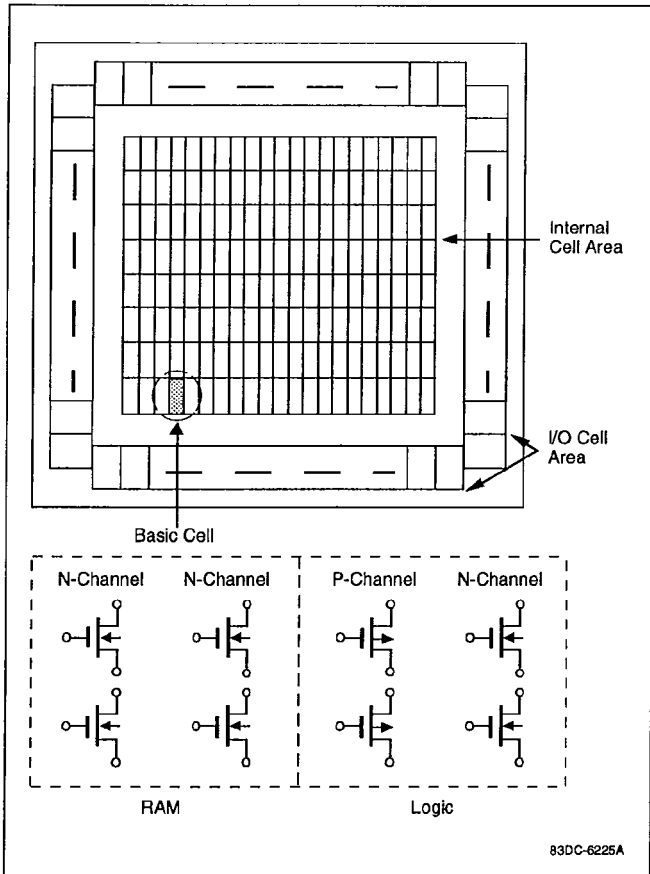 Internal
Cell Area
I/O Cell
Area
Basic Cell
N-Channel N-Channel P-Channel N-Channel
RAM Logic
83DC-6225A